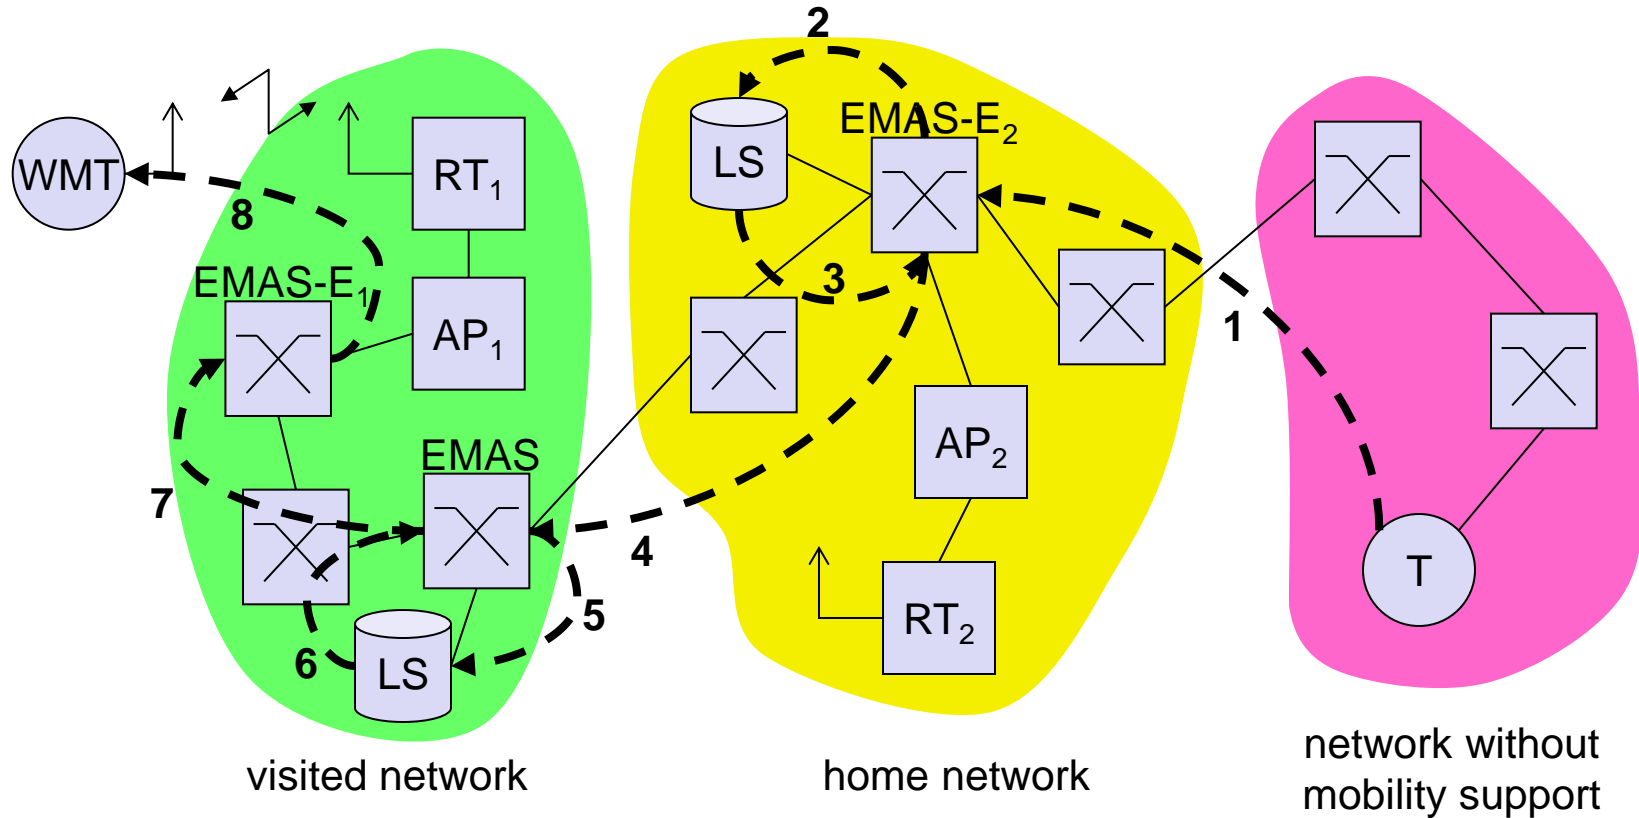 2
EMAS-E2
LS
WMT
RT1
8
3
EMAS-E1
AP1
1
AP2
EMAS
7
4
T
5
RT2
6
LS
visited network
home network
network without
mobility support